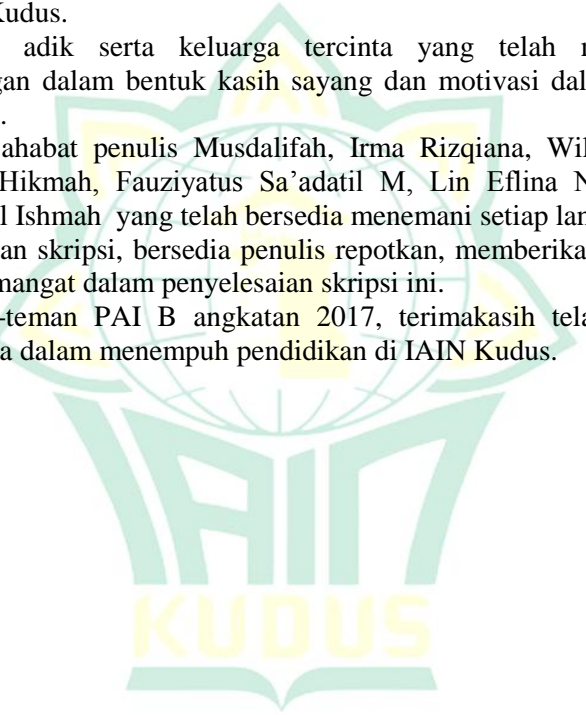 Kudus.
adik serta keluarga tercinta yang telah
gan dalam bentuk kasih sayang dan motivasi dal
.
ahabat penulis Musdalifah, Irma Rizqiana, Wil
Hikmah, Fauziyatus Sa’adatil M, Lin Eflina N
l Ishmah yang telah bersedia menemani setiap lan
an skripsi, bersedia penulis repotkan, memberika
mangat dalam penyelesaian skripsi ini.
-teman PAI B angkatan 2017, terimakasih tela
a dalam menempuh pendidikan di IAIN Kudus.
IAIN
KUDUS